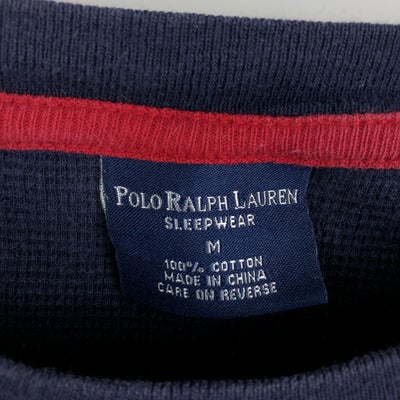 POLO RALPH LAUREN
SLEEPWEAR
M
100% COTTON
MADE IN CHINA
CARE ON REVERSE